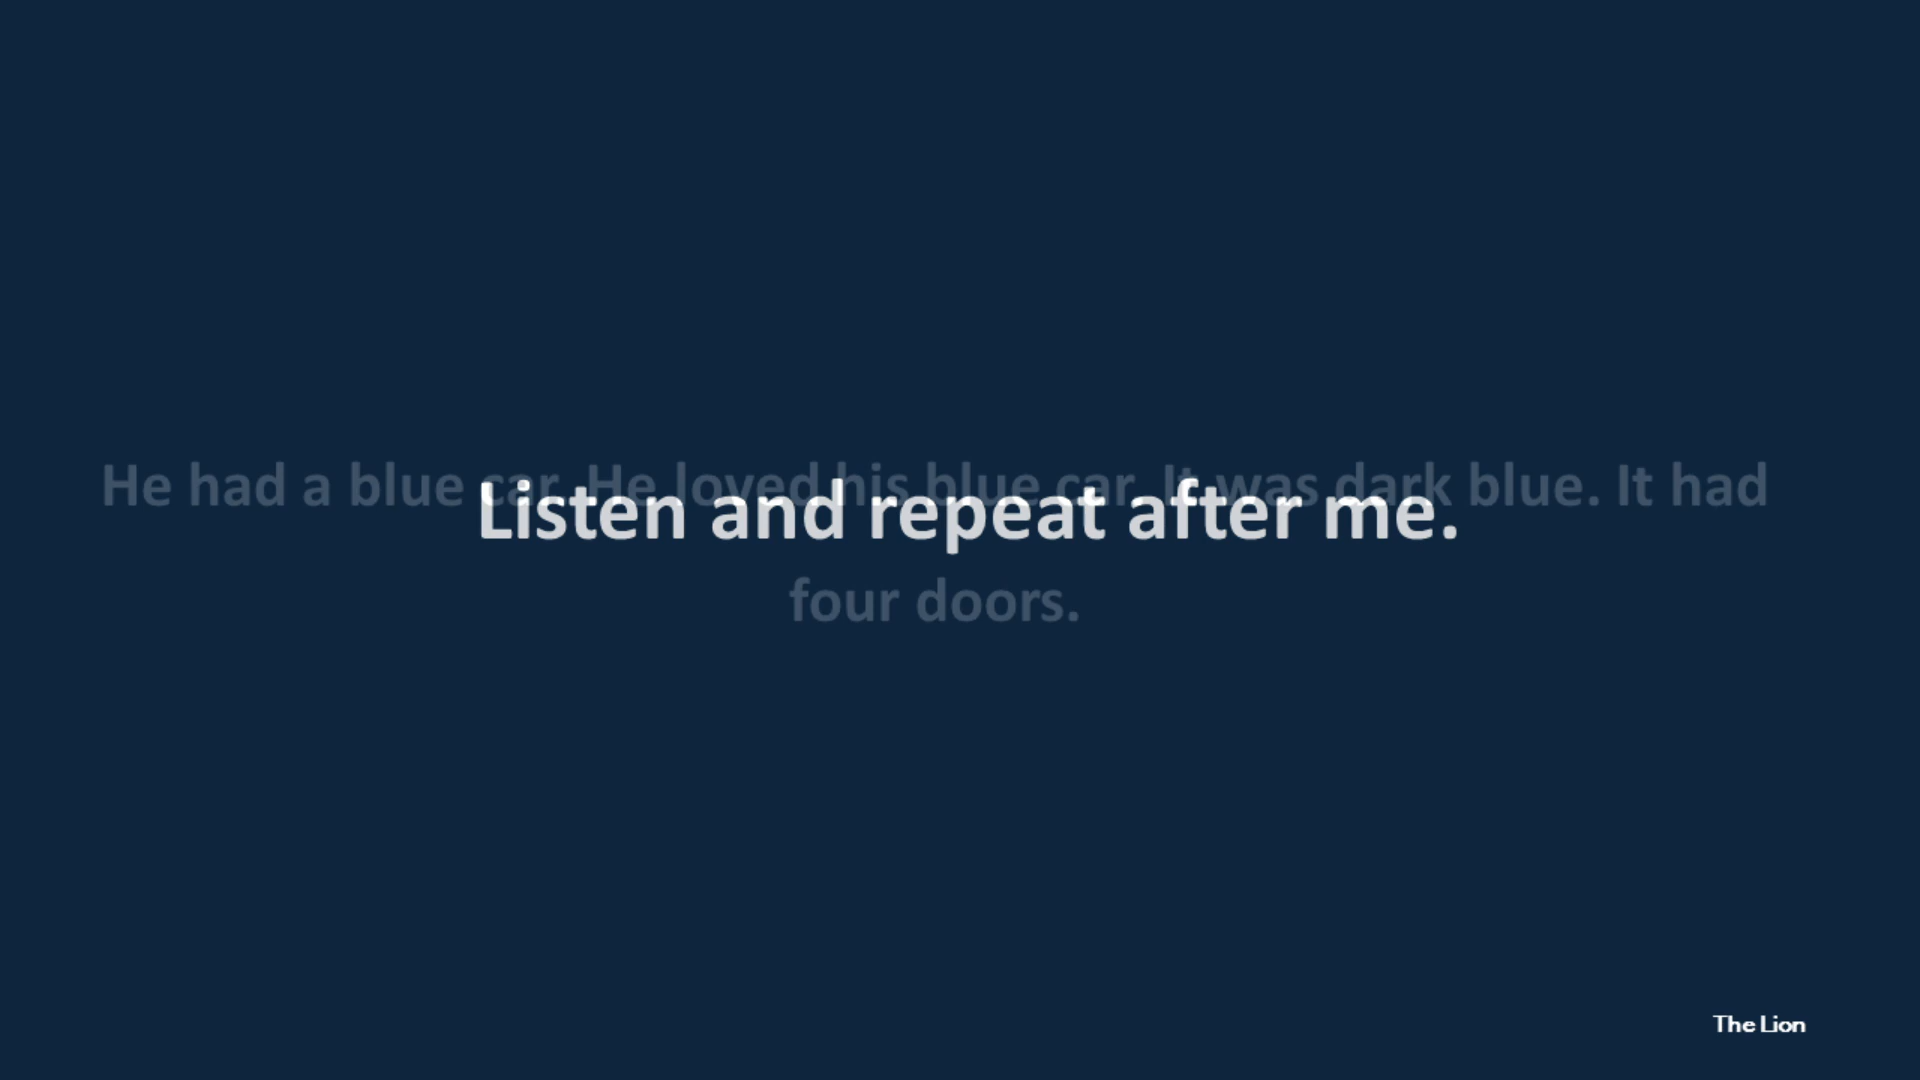 He had a blue car. He loved his blue car. It was dark blue. It had
Listen and repeat after me.
four doors.
The Lion